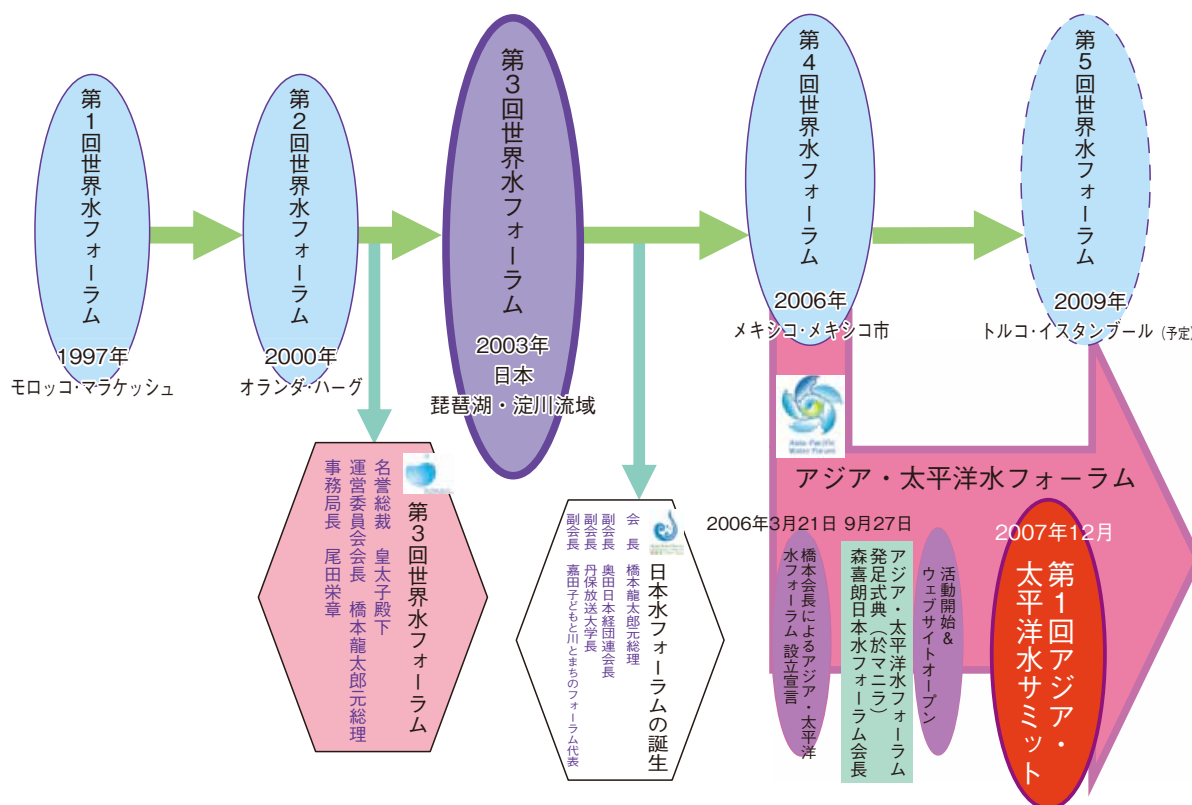 第1回世界水フォーラム
1997年
モロッコ・マラケッシュ
第2回世界水フォーラム
2000年
オランダ・ハーグ
第3回世界水フォーラム
2003年
日本
琵琶湖・淀川流域
第4回世界水フォーラム
2006年
メキシコ・メキシコ市
第5回世界水フォーラム
2009年
トルコ・イスタンブール (予定)
第3回世界水フォーラム
名誉総裁 皇太子殿下
運営委員会会長 橋本龍太郎元総理
事務局長 尾田栄章
日本水フォーラムの誕生
会 長 橋本龍太郎元総理
副会長 奥田日本経団連会長
副会長 丹保放送大学長
副会長 嘉田子どもと川とまちのフォーラム代表
Asia-Pacific
Water Forum
アジア・太平洋水フォーラム
2006年3月21日
橋本会長によるアジア・太平洋
水フォーラム 設立宣言
9月27日
アジア・太平洋水フォーラム
発足式典(於マニラ)
森喜朗日本水フォーラム会長
活動開始&
ウェブサイトオープン
2007年12月
第1回アジア・
太平洋水サミット